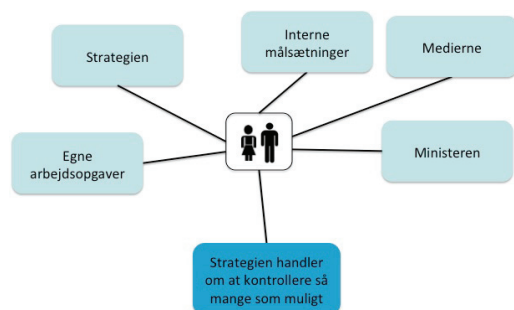 Interne
målsætninger
Medierne
Strategien
Egne
arbejdsopgaver
Ministeren
Strategien handler
om at kontrollere så
mange som muligt